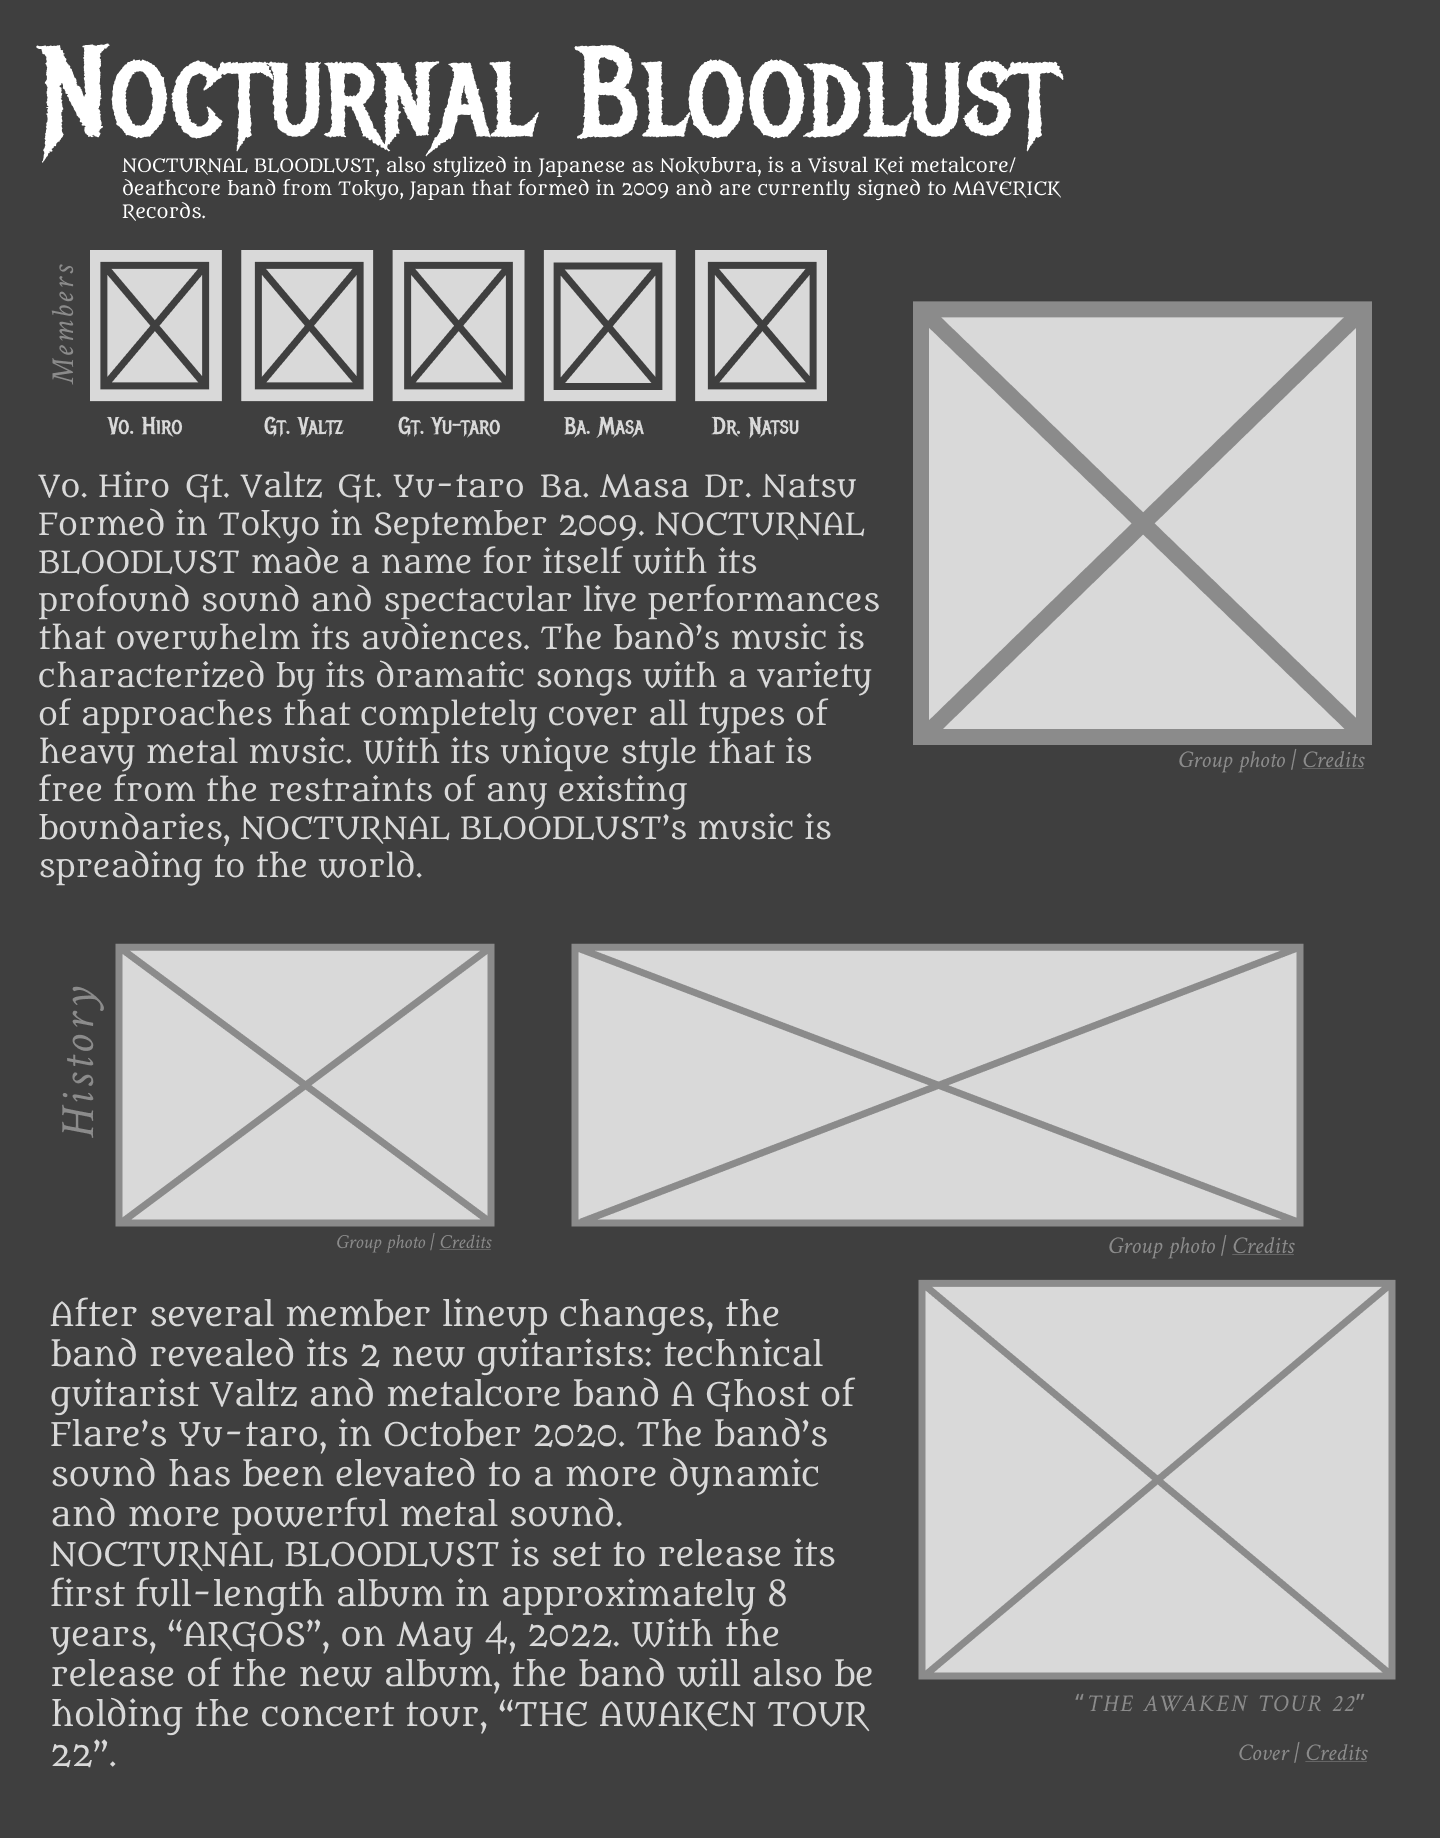 Nocturnal Bloodlust
NOCTURNAL BLOODLUST, also stylized in Japanese as Nokubura, is a Visual Kei metalcore/
deathcore band from Tokyo, Japan that formed in 2009 and are currently signed to MAVERICK
Records.
Members
Vo. Hiro
Gt. Valtz
Gt. Yu-taro
Ba. Masa
Dr. Natsu
Vo. Hiro Gt. Valtz Gt. Yu-taro Ba. Masa Dr. Natsu
Formed in Tokyo in September 2009. NOCTURNAL
BLOODLUST made a name for itself with its
profound sound and spectacular live performances
that overwhelm its audiences. The band’s music is
characterized by its dramatic songs with a variety
of approaches that completely cover all types of
heavy metal music. With its unique style that is
free from the restraints of any existing
boundaries, NOCTURNAL BLOODLUST’s music is
spreading to the world.
Group photo | Credits
History
Group photo | Credits
Group photo | Credits
After several member lineup changes, the
band revealed its 2 new guitarists: technical
guitarist Valtz and metalcore band A Ghost of
Flare’s Yu-taro, in October 2020. The band’s
sound has been elevated to a more dynamic
and more powerful metal sound.
NOCTURNAL BLOODLUST is set to release its
first full-length album in approximately 8
years, “ARGOS”, on May 4, 2022. With the
release of the new album, the band will also be
holding the concert tour, “THE AWAKEN TOUR
22”.
“THE AWAKEN TOUR 22”
Cover | Credits